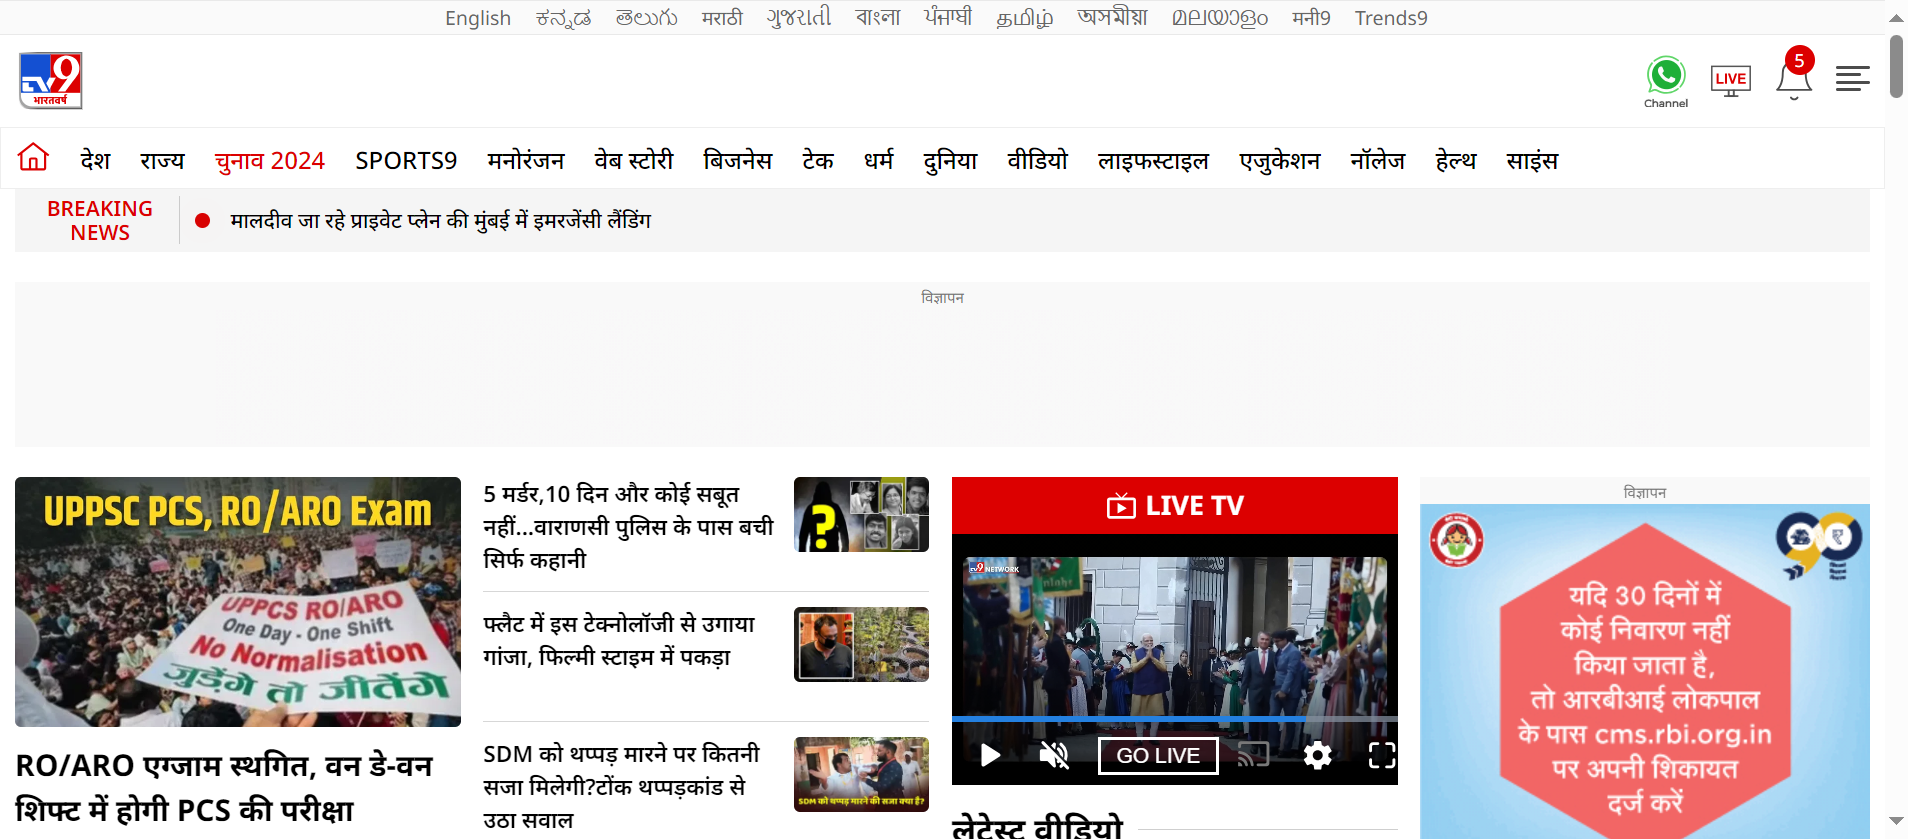 English ಕನ್ನಡ తెలుగు मराठी ગુજરાતી বাংলা ਪੰਜਾਬੀ தமிழ் অসমীয়া മലയാളം मनी9 Trends9
TV9
भारतवर्ष
Channel
LIVE
5
देश राज्य चुनाव 2024 SPORTS9 मनोरंजन वेब स्टोरी बिजनेस टेक धर्म दुनिया वीडियो लाइफस्टाइल एजुकेशन नॉलेज हेल्थ साइंस
BREAKING
NEWS
मालदीव जा रहे प्राइवेट प्लेन की मुंबई में इमरजेंसी लैंडिंग
विज्ञापन
UPPSC PCS, RO/ARO Exam
UPPCS RO/ARO
One Day - One Shift
No Normalisation
जुड़ेंगे तो जीतेंगे
RO/ARO एग्जाम स्थगित, वन डे-वन
शिफ्ट में होगी PCS की परीक्षा
5 मर्डर,10 दिन और कोई सबूत
नहीं...वाराणसी पुलिस के पास बची
सिर्फ कहानी
?
फ्लैट में इस टेक्नोलॉजी से उगाया
गांजा, फिल्मी स्टाइम में पकड़ा
SDM को थप्पड़ मारने पर कितनी
सजा मिलेगी?टोंक थप्पड़कांड से
उठा सवाल
SDM को थप्पड़ मारने की सजा क्या है?
LIVE TV
TV9 NETWORK
GO LIVE
लेटेस्ट वीडियो
विज्ञापन
यदि 30 दिनों में
कोई निवारण नहीं
किया जाता है,
तो आरबीआई लोकपाल
के पास cms.rbi.org.in
पर अपनी शिकायत
दर्ज करें